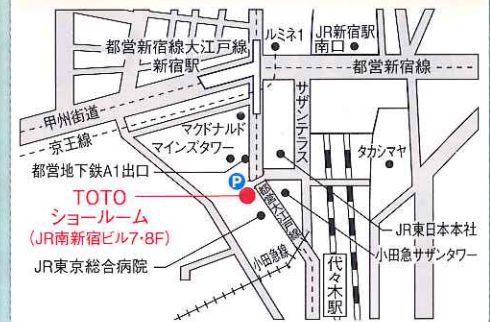 ルミネ1
JR新宿駅
南口
都営新宿線大江戸線
新宿駅
都営新宿線
甲州街道
京王線
サザンテラス
マクドナルド
マインズタワー
タカシマヤ
都営地下鉄A1出口
P
TOTO
ショールーム
(JR南新宿ビル7・8F)
都営大江戸線
JR東日本本社
小田急サザンタワー
JR東京総合病院
小田急線
代々木駅